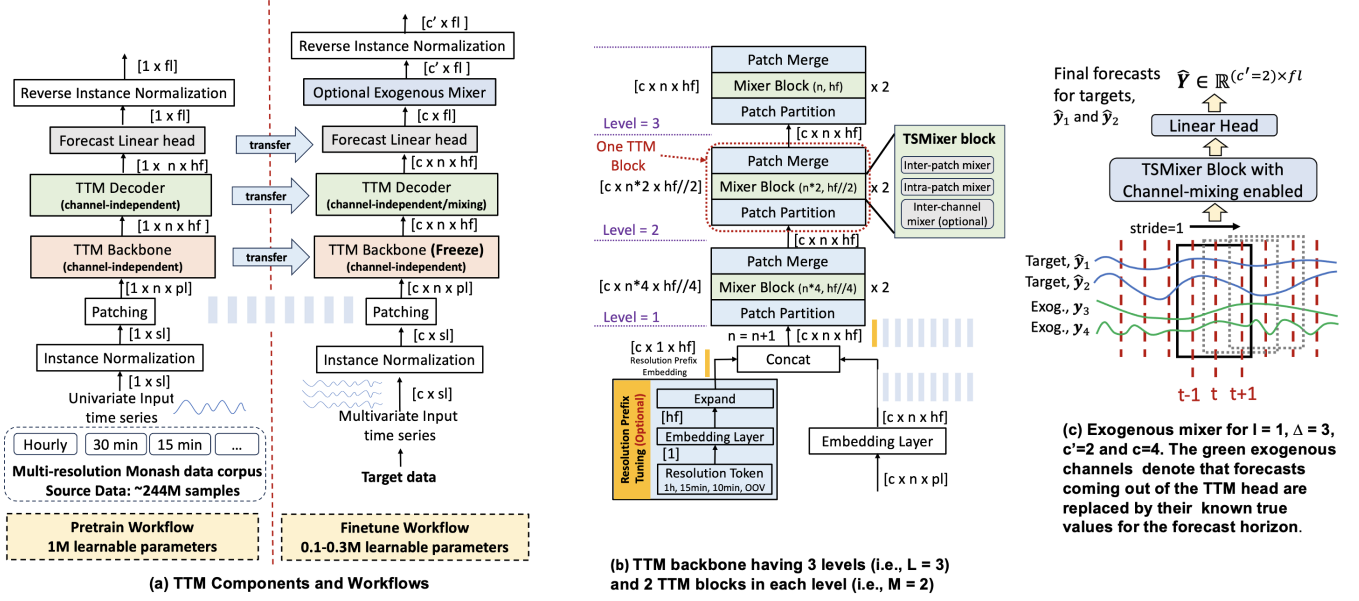 [1 x fl]
Reverse Instance Normalization
[1 x fl]
Forecast Linear head
[1 x n x hf]
TTM Decoder
(channel-independent)
[1 x n x hf ]
TTM Backbone
(channel-independent)
[1 x n x pl]
Patching
[1 x sl]
Instance Normalization
[1 x sl]
Univariate Input
time series
Hourly
30 min
15 min
...
Multi-resolution Monash data corpus
Source Data: ~244M samples
Pretrain Workflow
1M learnable parameters
transfer
transfer
transfer
[c’ x fl ]
Reverse Instance Normalization
[c’ x fl ]
Optional Exogenous Mixer
[c x fl]
Forecast Linear head
[c x n x hf]
TTM Decoder
(channel-independent/mixing)
[c x n x hf]
TTM Backbone (Freeze)
(channel-independent)
[c x n x pl]
Patching
[c x sl]
Instance Normalization
[c x sl]
Multivariate Input
time series
Target data
Finetune Workflow
0.1-0.3M learnable parameters
(a) TTM Components and Workflows
Patch Merge
[c x n x hf]
Mixer Block (n, hf)
x 2
Patch Partition
Level = 3
[c x n x hf]
One TTM
Block
Patch Merge
[c x n*2 x hf//2]
Mixer Block (n*2, hf//2)
x 2
Patch Partition
Level = 2
[c x n x hf]
Patch Merge
[c x n*4 x hf//4]
Mixer Block (n*4, hf//4)
x 2
Patch Partition
Level = 1
n = n+1
[c x n x hf]
TSMixer block
Inter-patch mixer
Intra-patch mixer
Inter-channel
mixer (optional)
[c x 1 x hf]
Resolution Prefix
Embedding
Concat
Resolution Prefix
Tuning (Optional)
Expand
[hf]
Embedding Layer
[1]
Resolution Token
1h, 15min, 10min, OOV
[c x n x hf]
Embedding Layer
[c x n x pl]
(b) TTM backbone having 3 levels (i.e., L = 3)
and 2 TTM blocks in each level (i.e., M = 2)
Final forecasts
for targets,
ŷ₁ and ŷ₂
Ŷ ∈ ℝ^(c′=2)×fl
Linear Head
TSMixer Block with
Channel-mixing enabled
stride=1
Target, ŷ₁
Target, ŷ₂
Exog., y₃
Exog., y₄
t-1 t t+1
(c) Exogenous mixer for l = 1, Δ = 3,
c’=2 and c=4. The green exogenous
channels denote that forecasts
coming out of the TTM head are
replaced by their known true
values for the forecast horizon.